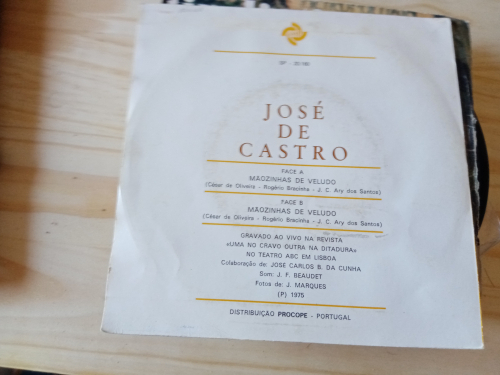 SP - 20.151
JOSÉ
DE
CASTRO
FACE A
MÃOZINHAS DE VELUDO
(César de Oliveira - Rogério Bracinha - J. C. Ary dos Santos)
FACE B
MÃOZINHAS DE VELUDO
(César de Oliveira - Rogério Bracinha - J. C. Ary dos Santos)
GRAVADO AO VIVO NA REVISTA
«UMA NO CRAVO OUTRA NA DITADURA»
NO TEATRO ABC EM LISBOA
Colaboração de: JOSÉ CARLOS B. DA CUNHA
Som: J. F. BEAUDET
Fotos de: J. MARQUES
(P) 1975
DISTRIBUIÇÃO PROCOPE - PORTUGAL